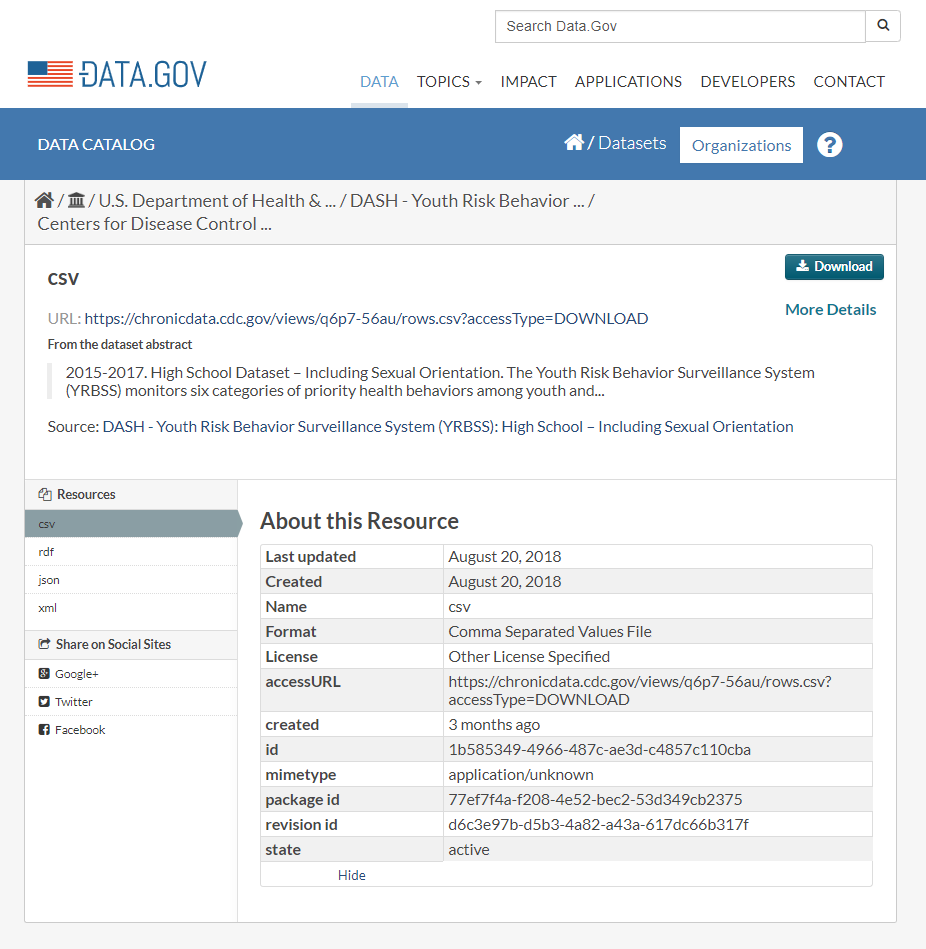 Search Data.Gov
DATA.GOV
DATA TOPICS IMPACT APPLICATIONS DEVELOPERS CONTACT
DATA CATALOG
/ Datasets Organizations ?
/ / U.S. Department of Health & ... / DASH - Youth Risk Behavior ... /
Centers for Disease Control ...
csv
Download
URL: https://chronicdata.cdc.gov/views/q6p7-56au/rows.csv?accessType=DOWNLOAD
More Details
From the dataset abstract
2015-2017. High School Dataset – Including Sexual Orientation. The Youth Risk Behavior Surveillance System
(YRBSS) monitors six categories of priority health behaviors among youth and...
Source: DASH - Youth Risk Behavior Surveillance System (YRBSS): High School – Including Sexual Orientation
Resources
csv
rdf
json
xml
Share on Social Sites
Google+
Twitter
Facebook
About this Resource
Last updated August 20, 2018
Created August 20, 2018
Name csv
Format Comma Separated Values File
License Other License Specified
accessURL https://chronicdata.cdc.gov/views/q6p7-56au/rows.csv?
accessType=DOWNLOAD
created 3 months ago
id 1b585349-4966-487c-ae3d-c4857c110cba
mimetype application/unknown
package id 77ef7f4a-f208-4e52-bec2-53d349cb2375
revision id d6c3e97b-d5b3-4a82-a43a-617dc66b317f
state active
Hide